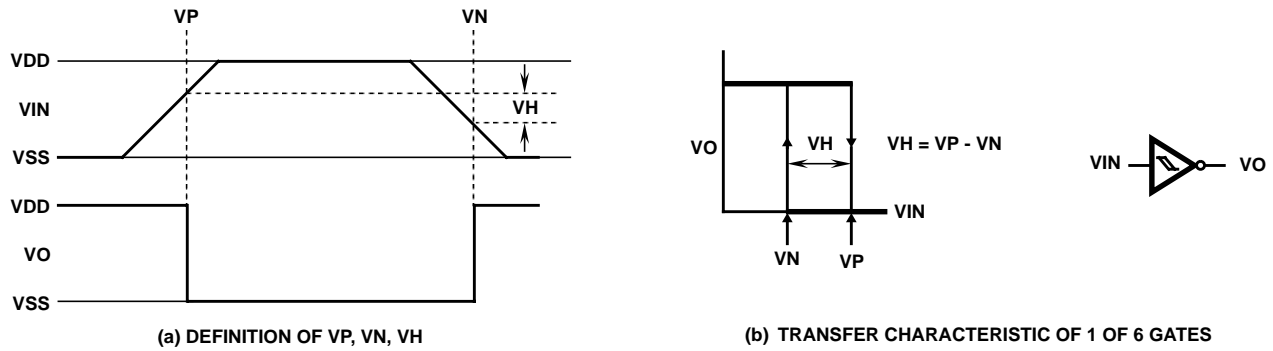 VP
VN
VDD
VIN
VH
VSS
VDD
VO
VSS
(a) DEFINITION OF VP, VN, VH
VO
VH
VH = VP - VN
VIN
VN
VP
VIN
VO
(b) TRANSFER CHARACTERISTIC OF 1 OF 6 GATES